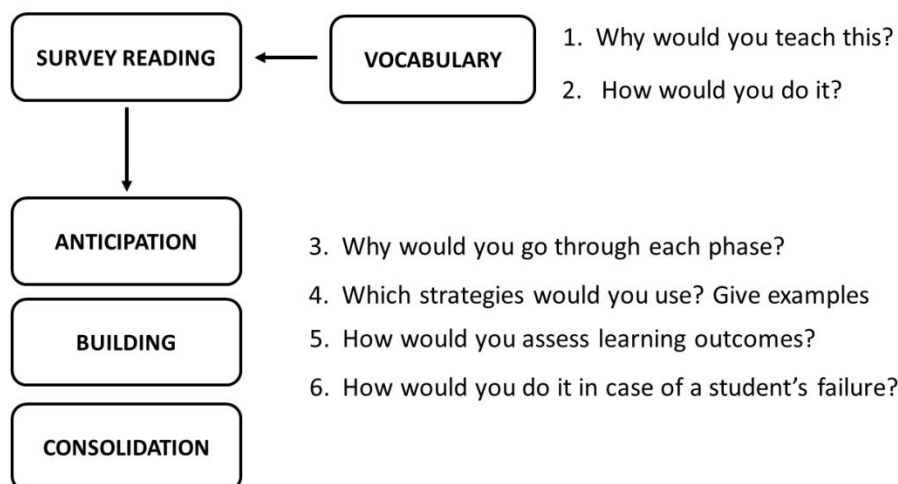 SURVEY READING
VOCABULARY
1. Why would you teach this?
2. How would you do it?
ANTICIPATION
3. Why would you go through each phase?
4. Which strategies would you use? Give examples
BUILDING
5. How would you assess learning outcomes?
6. How would you do it in case of a student's failure?
CONSOLIDATION